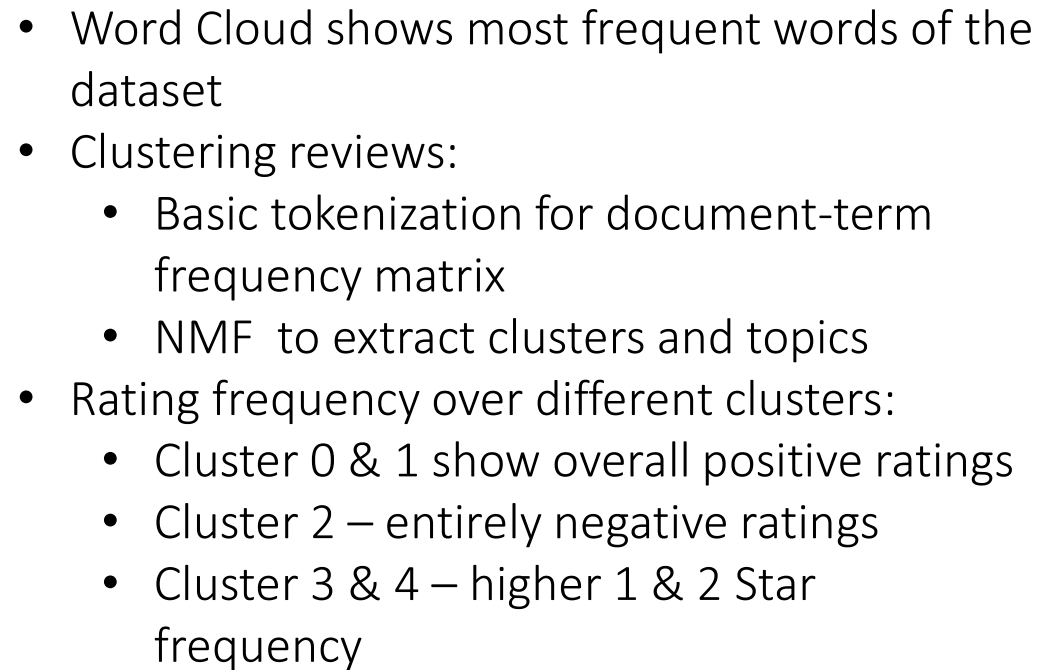 • Word Cloud shows most frequent words of the
dataset
• Clustering reviews:
• Basic tokenization for document-term
frequency matrix
• NMF  to extract clusters and topics
• Rating frequency over different clusters:
• Cluster 0 & 1 show overall positive ratings
• Cluster 2 – entirely negative ratings
• Cluster 3 & 4 – higher 1 & 2 Star
frequency